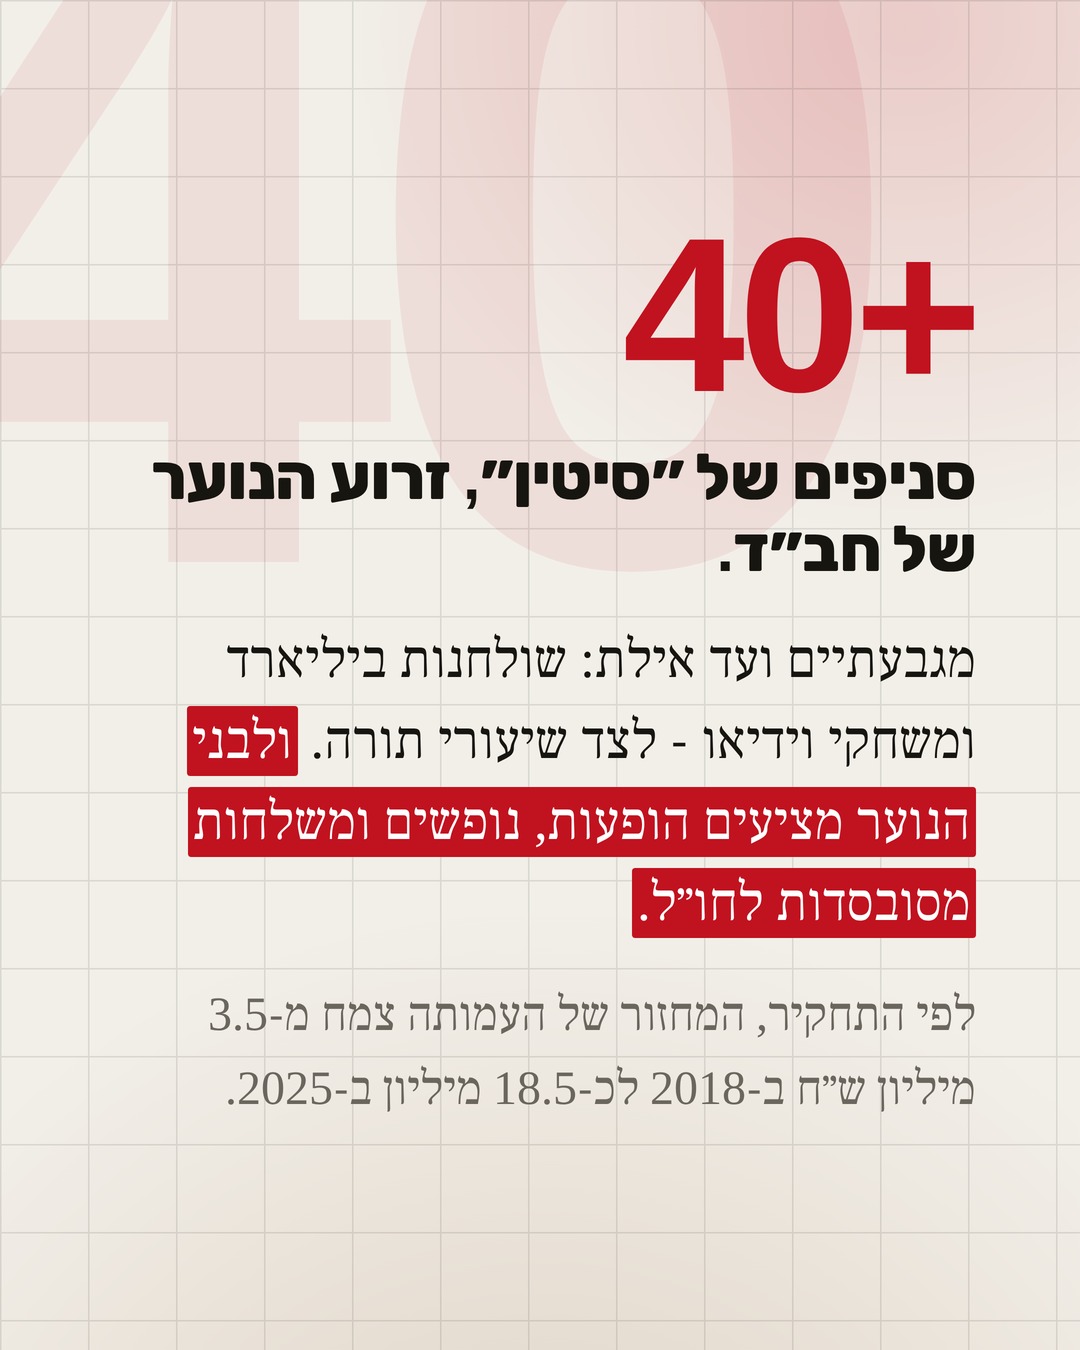 40
40+
סניפים של ״סיטין״, זרוע הנוער
של חב״ד.
מגבעתיים ועד אילת: שולחנות ביליארד
ומשחקי וידיאו - לצד שיעורי תורה. ולבני
הנוער מציעים הופעות, נופשים ומשלחות
מסובסדות לחו״ל.
לפי התחקיר, המחזור של העמותה צמח מ-3.5
מיליון ש״ח ב-2018 לכ-18.5 מיליון ב-2025.